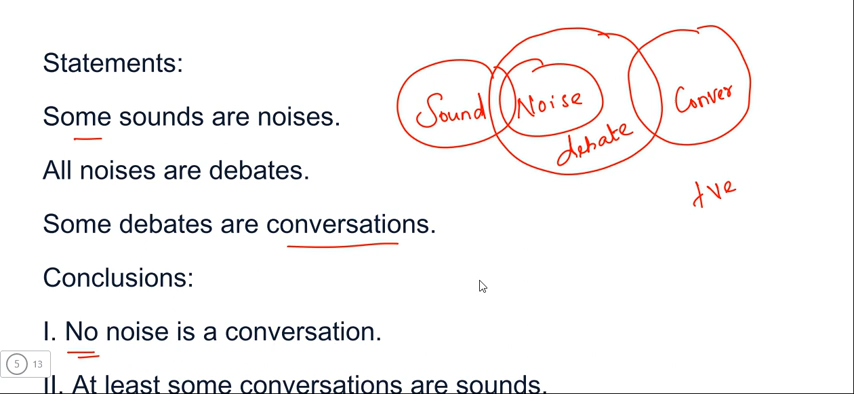 Statements:
Some sounds are noises.
All noises are debates.
Some debates are conversations.
Conclusions:
I. No noise is a conversation.
II. At least some conversations are sounds.
Sound
Noise
debate
Conver
+ve
5 13